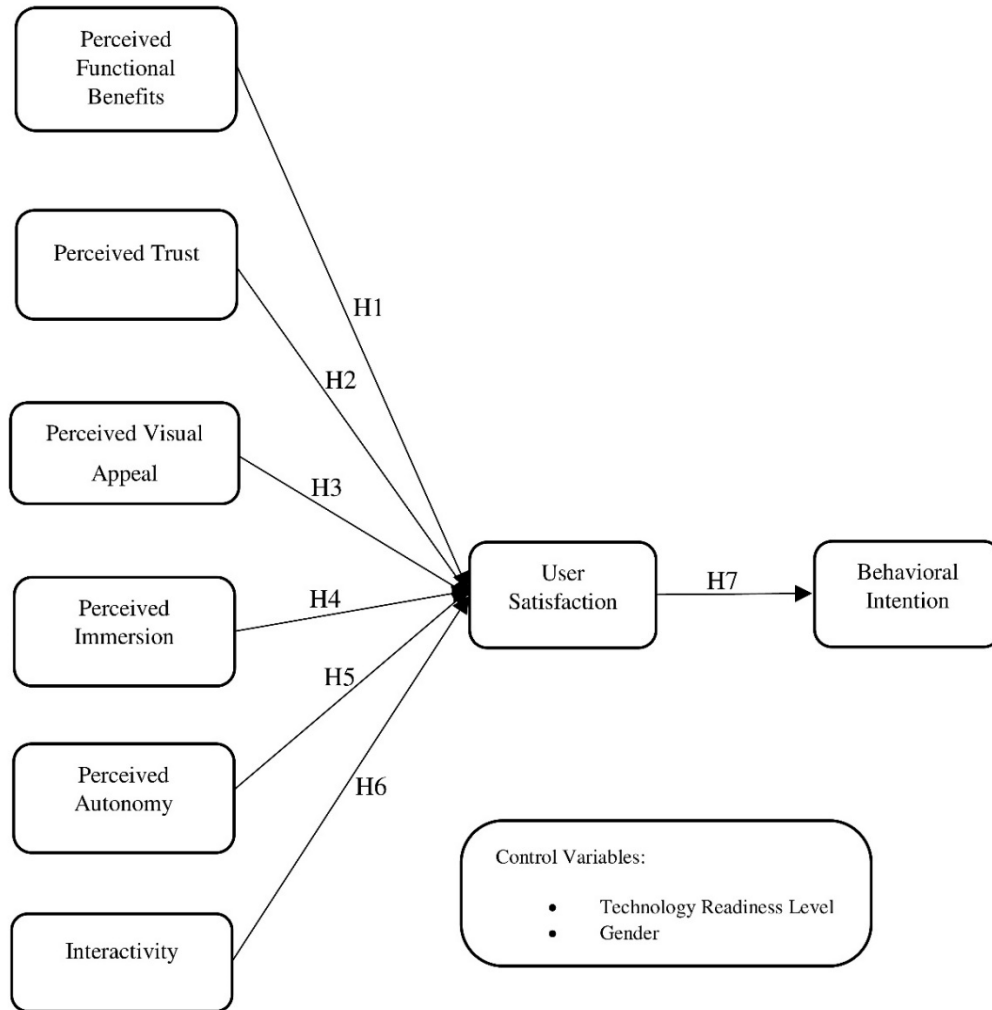 Perceived
Functional
Benefits
Perceived Trust
H1
H2
Perceived Visual
Appeal
H3
Perceived
Immersion
H4
User
Satisfaction
H7
Behavioral
Intention
H5
Perceived
Autonomy
H6
Interactivity
Control Variables:
• Technology Readiness Level
• Gender